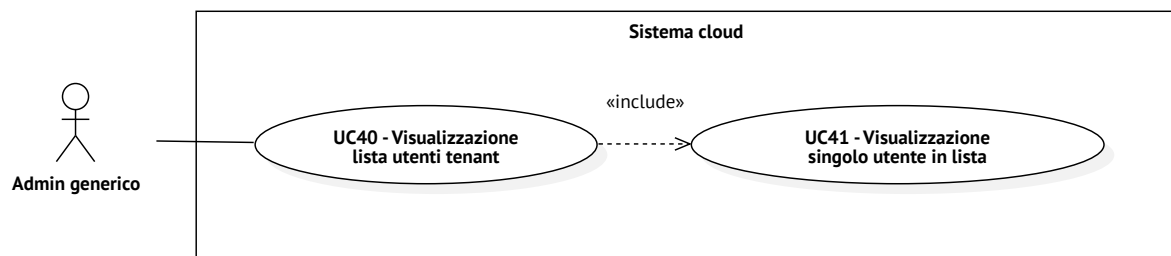 Sistema cloud
«include»
UC40 - Visualizzazione
lista utenti tenant
UC41 - Visualizzazione
singolo utente in lista
Admin generico